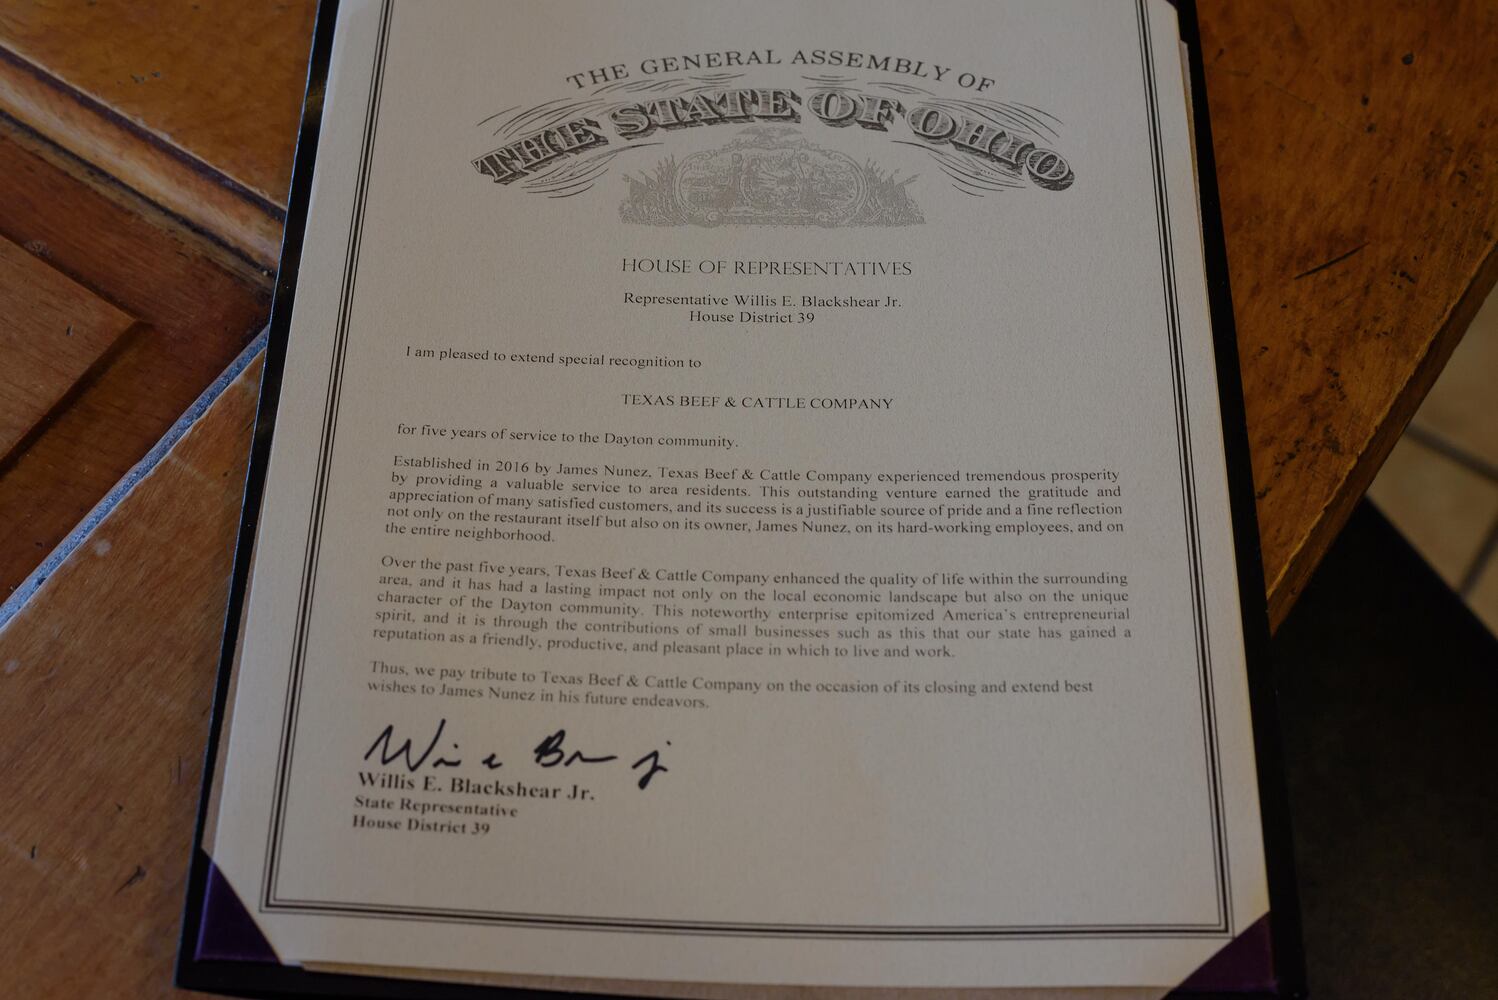 THE GENERAL ASSEMBLY OF
THE STATE OF OHIO
HOUSE OF REPRESENTATIVES
Representative Willis E. Blackshear Jr.
House District 39
I am pleased to extend special recognition to
TEXAS BEEF & CATTLE COMPANY
for five years of service to the Dayton community.
Established in 2016 by James Nunez, Texas Beef & Cattle Company experienced tremendous prosperity
by providing a valuable service to area residents. This outstanding venture earned the gratitude and
appreciation of many satisfied customers, and its success is a justifiable source of pride and a fine reflection
not only on the restaurant itself but also on its owner, James Nunez, on its hard-working employees, and on
the entire neighborhood.
Over the past five years, Texas Beef & Cattle Company enhanced the quality of life within the surrounding
area, and it has had a lasting impact not only on the local economic landscape but also on the unique
character of the Dayton community. This noteworthy enterprise epitomized America's entrepreneurial
spirit, and it is through the contributions of small businesses such as this that our state has gained a
reputation as a friendly, productive, and pleasant place in which to live and work.
Thus, we pay tribute to Texas Beef & Cattle Company on the occasion of its closing and extend best
wishes to James Nunez in his future endeavors.
Willis E. Blackshear Jr.
State Representative
House District 39